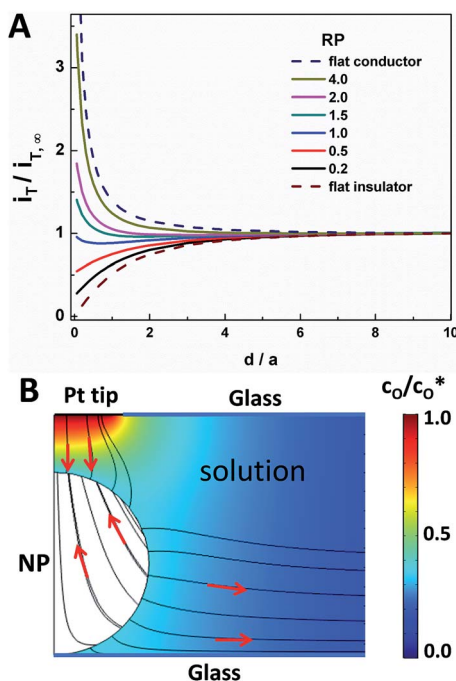 A
RP
flat conductor
4.0
2.0
1.5
1.0
0.5
0.2
flat insulator
3
2
1
0
0 2 4 6 8 10
i_T / i_T,∞
d / a
B
Pt tip
Glass
c_O/c_O*
1.0
solution
0.5
NP
0.0
Glass